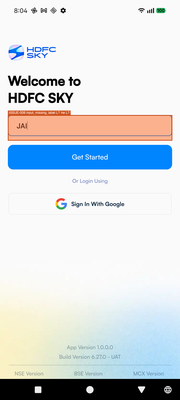 8:04
HDFC
SKY
Welcome to
HDFC SKY
JAI
Get Started
Or Login Using
Sign In With Google
App Version 1.0.0.0
Build Version 6.27.0 - UAT
NSE Version
BSE Version
MCX Version